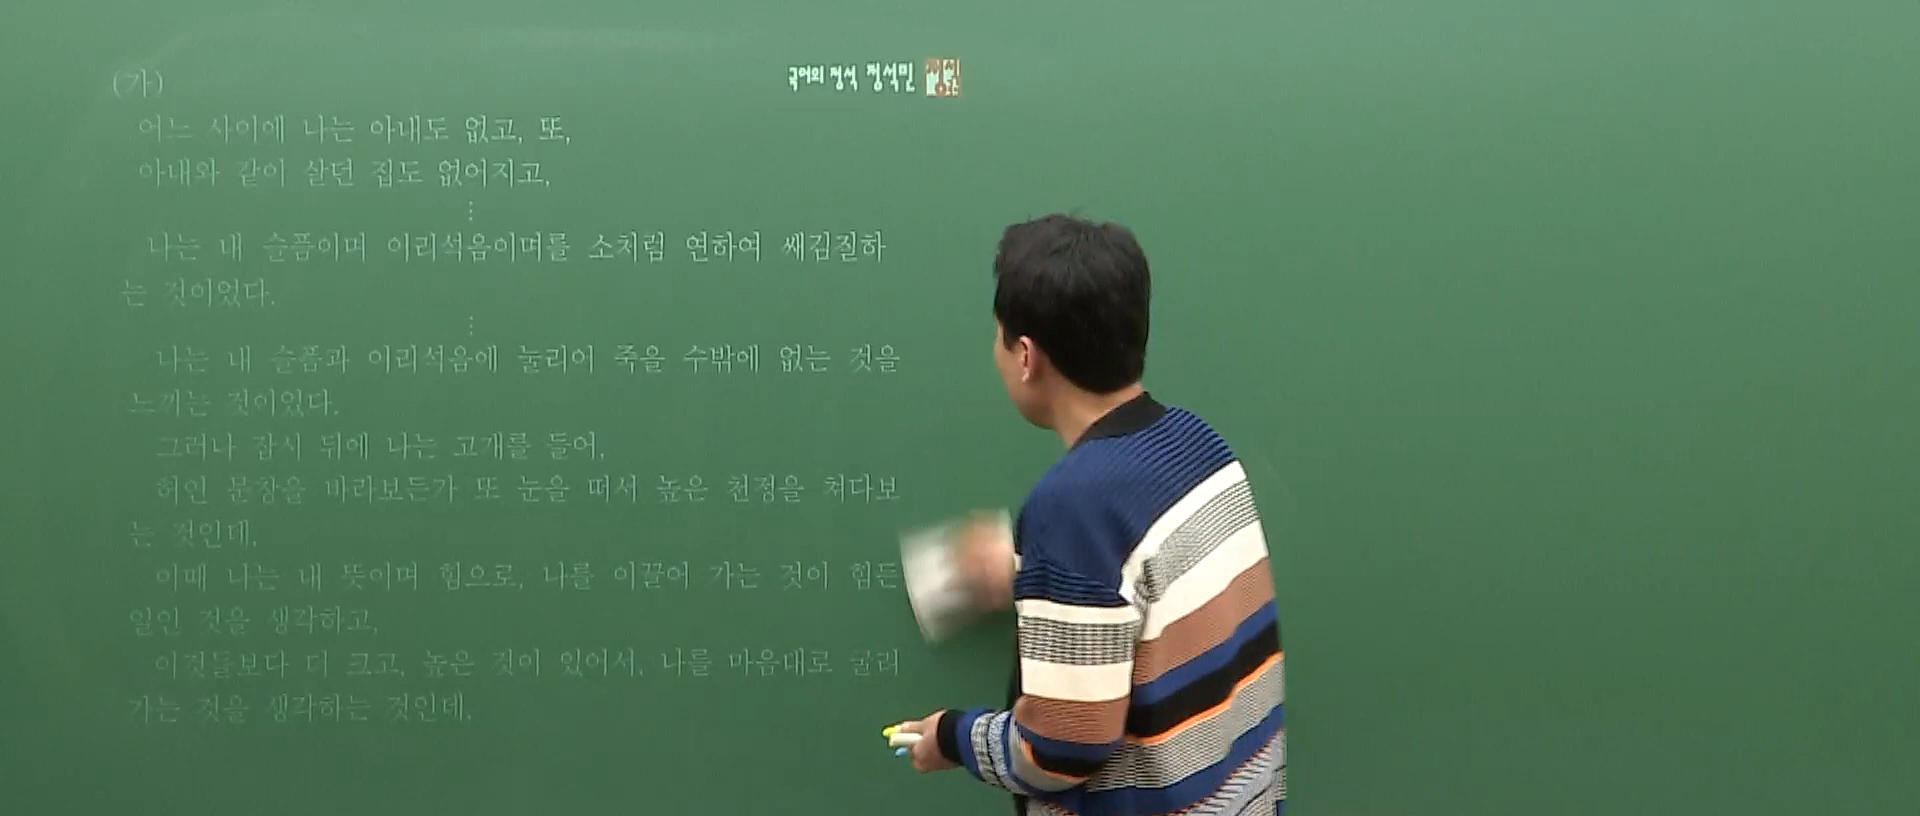 국어의 정석 정석민
(가)
어느 사이에 나는 아내도 없고, 또,
아내와 같이 살던 집도 없어지고,
⋮
나는 내 슬픔이며 어리석음이며를 소처럼 연하여 쌔김질하
는 것이었다.
⋮
나는 내 슬픔과 어리석음에 눌리어 죽을 수밖에 없는 것을
느끼는 것이었다.
그러나 잠시 뒤에 나는 고개를 들어,
허연 문창을 바라보든가 또 눈을 떠서 높은 천정을 쳐다보
는 것인데,
이때 나는 내 뜻이며 힘으로, 나를 이끌어 가는 것이 힘든
일인 것을 생각하고,
이것들보다 더 크고, 높은 것이 있어서, 나를 마음대로 굴려
가는 것을 생각하는 것인데,